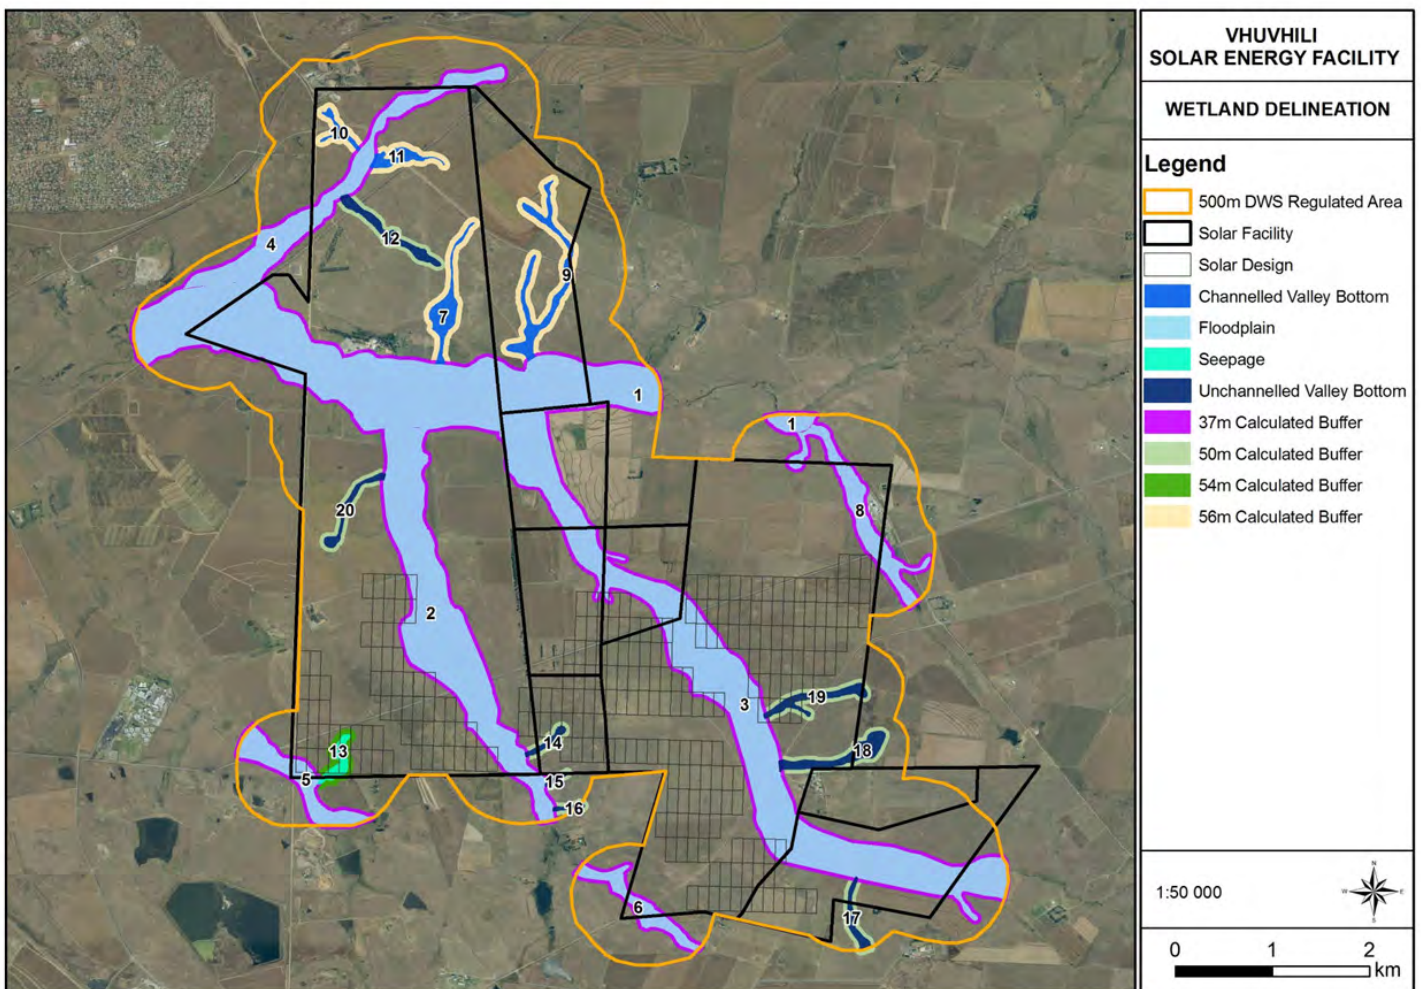 VHUVHILI
SOLAR ENERGY FACILITY
WETLAND DELINEATION
Legend
500m DWS Regulated Area
Solar Facility
Solar Design
Channelled Valley Bottom
Floodplain
Seepage
Unchannelled Valley Bottom
37m Calculated Buffer
50m Calculated Buffer
54m Calculated Buffer
56m Calculated Buffer
1:50 000
N
W E
S
0 1 2
km
10
11
12
4
9
7
1
1
20
8
2
19
3
14
18
13
5
15
16
6
17